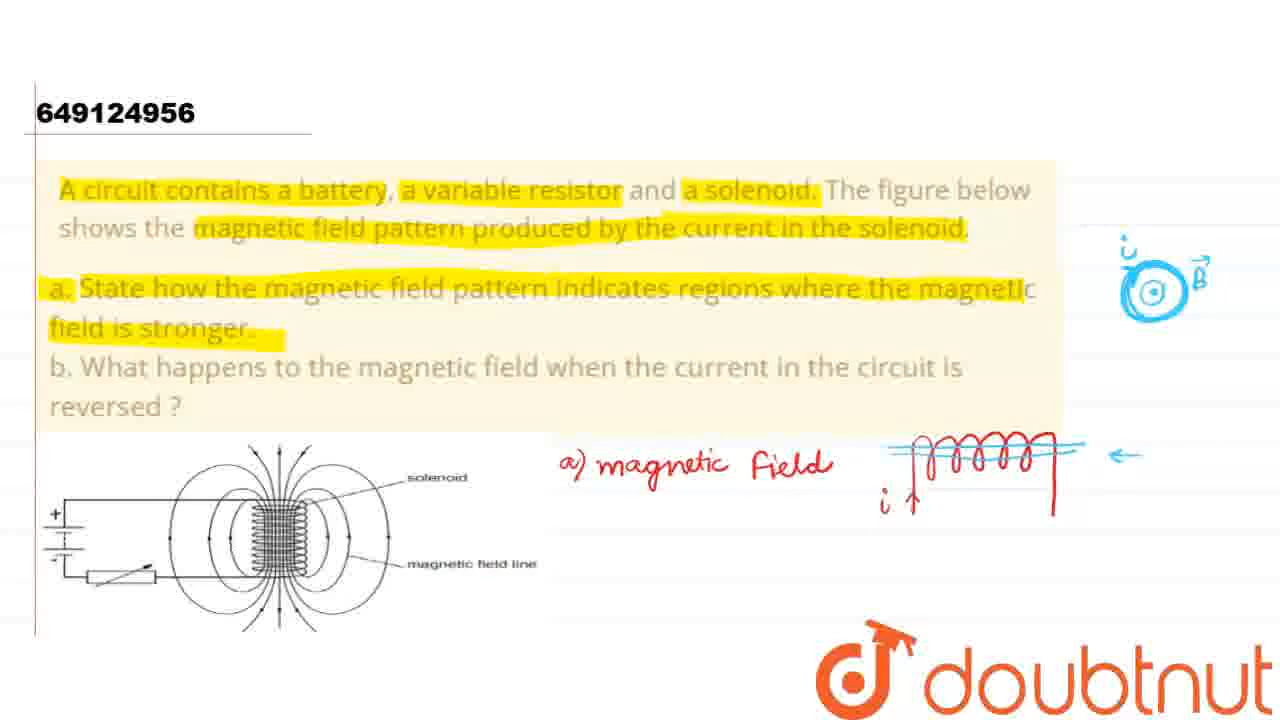 649124956
A circuit contains a battery, a variable resistor and a solenoid. The figure below
shows the magnetic field pattern produced by the current in the solenoid.
a. State how the magnetic field pattern indicates regions where the magnetic
field is stronger.
b. What happens to the magnetic field when the current in the circuit is
reversed ?
i
B
a) magnetic field
i
solenoid
magnetic field line
+
-
doubtnut